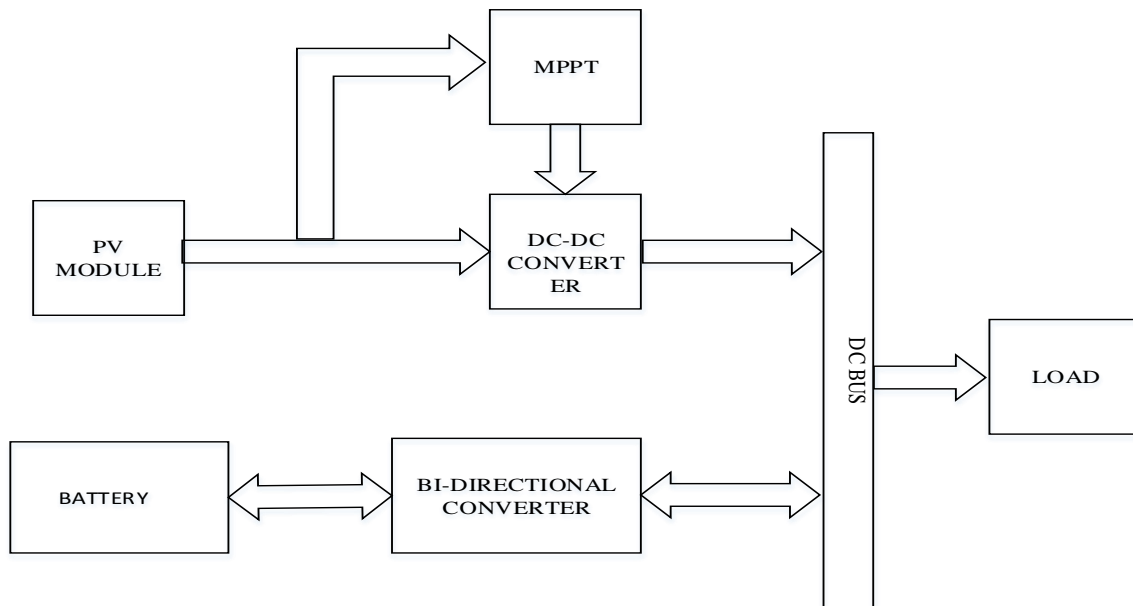 MPPT
PV
MODULE
DC-DC
CONVERT
ER
DC BUS
LOAD
BATTERY
BI-DIRECTIONAL
CONVERTER